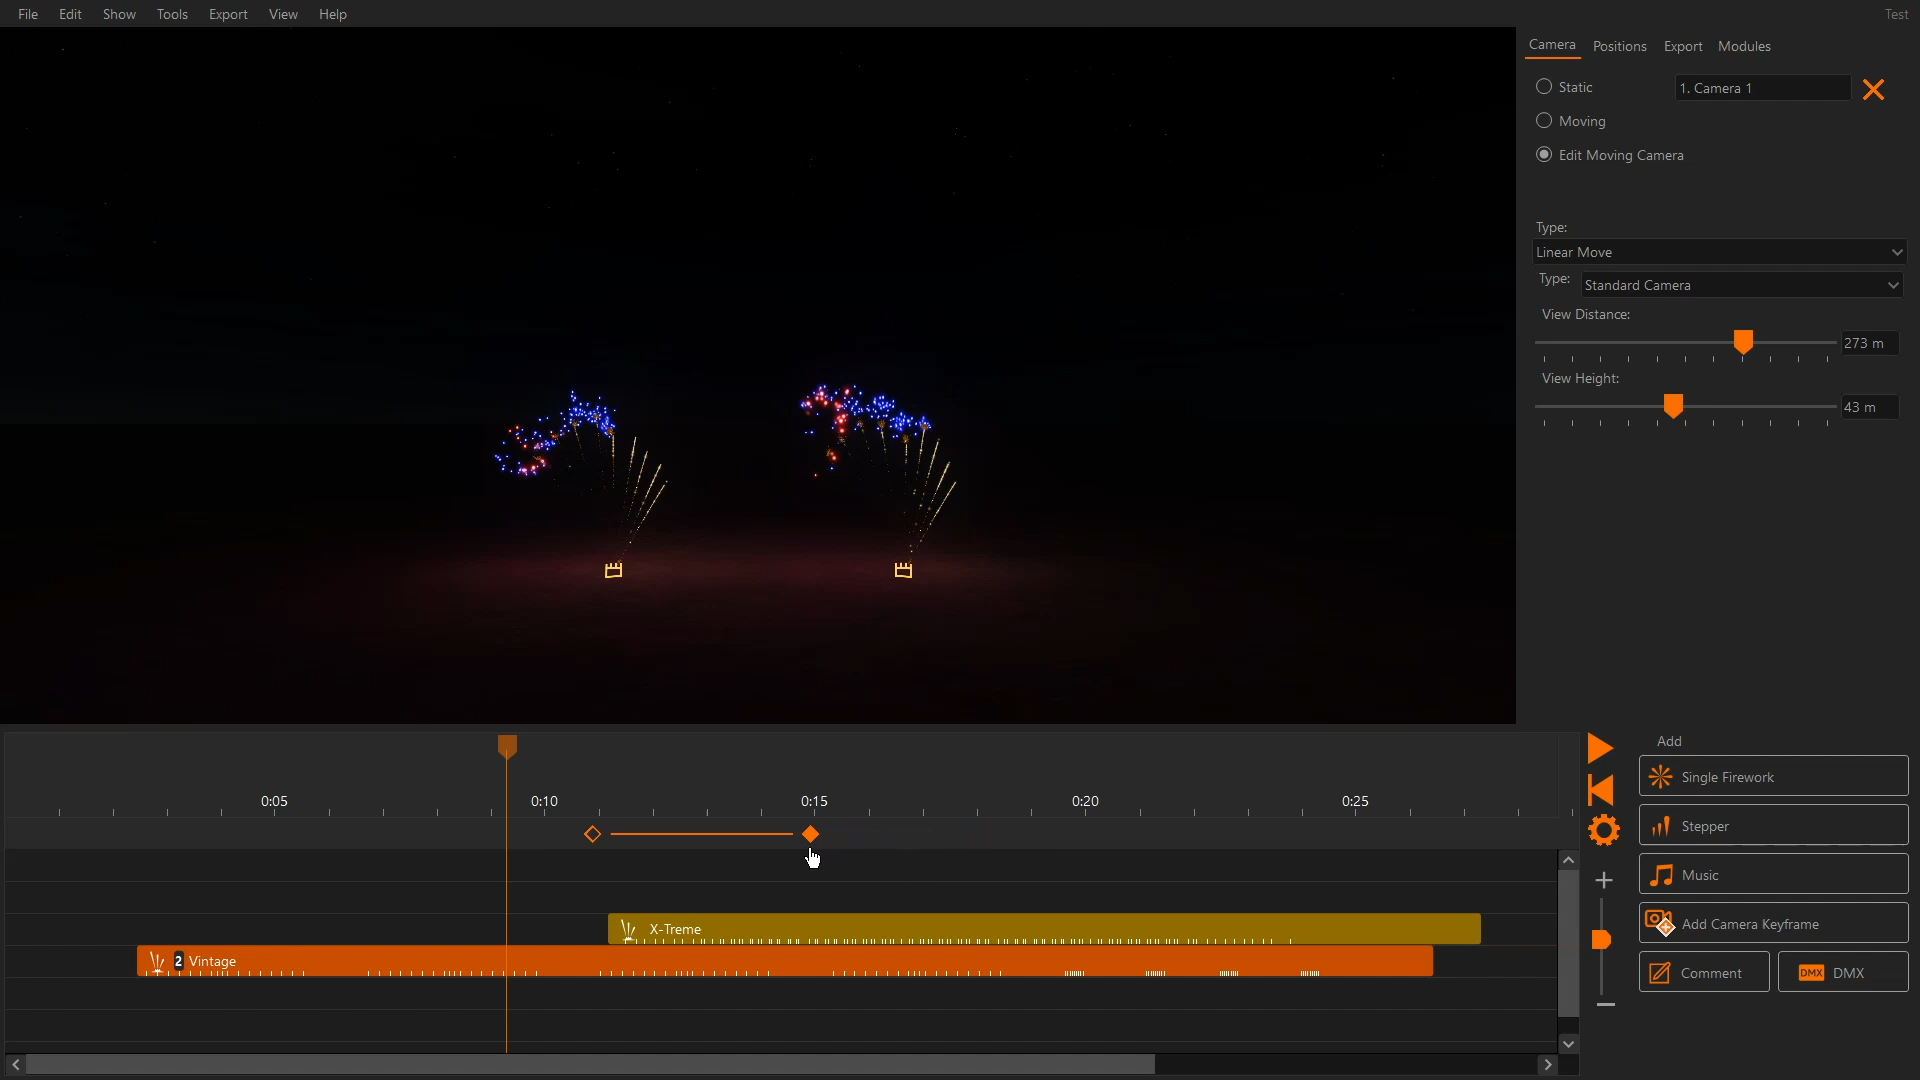 File Edit Show Tools Export View Help Test
Camera Positions Export Modules
Static 1. Camera 1
Moving
Edit Moving Camera
Type:
Linear Move
Type: Standard Camera
View Distance:
273 m
View Height:
43 m
Add
Single Firework
Stepper
Music
Add Camera Keyframe
Comment DMX DMX
0:05 0:10 0:15 0:20 0:25
X-Treme
2 Vintage